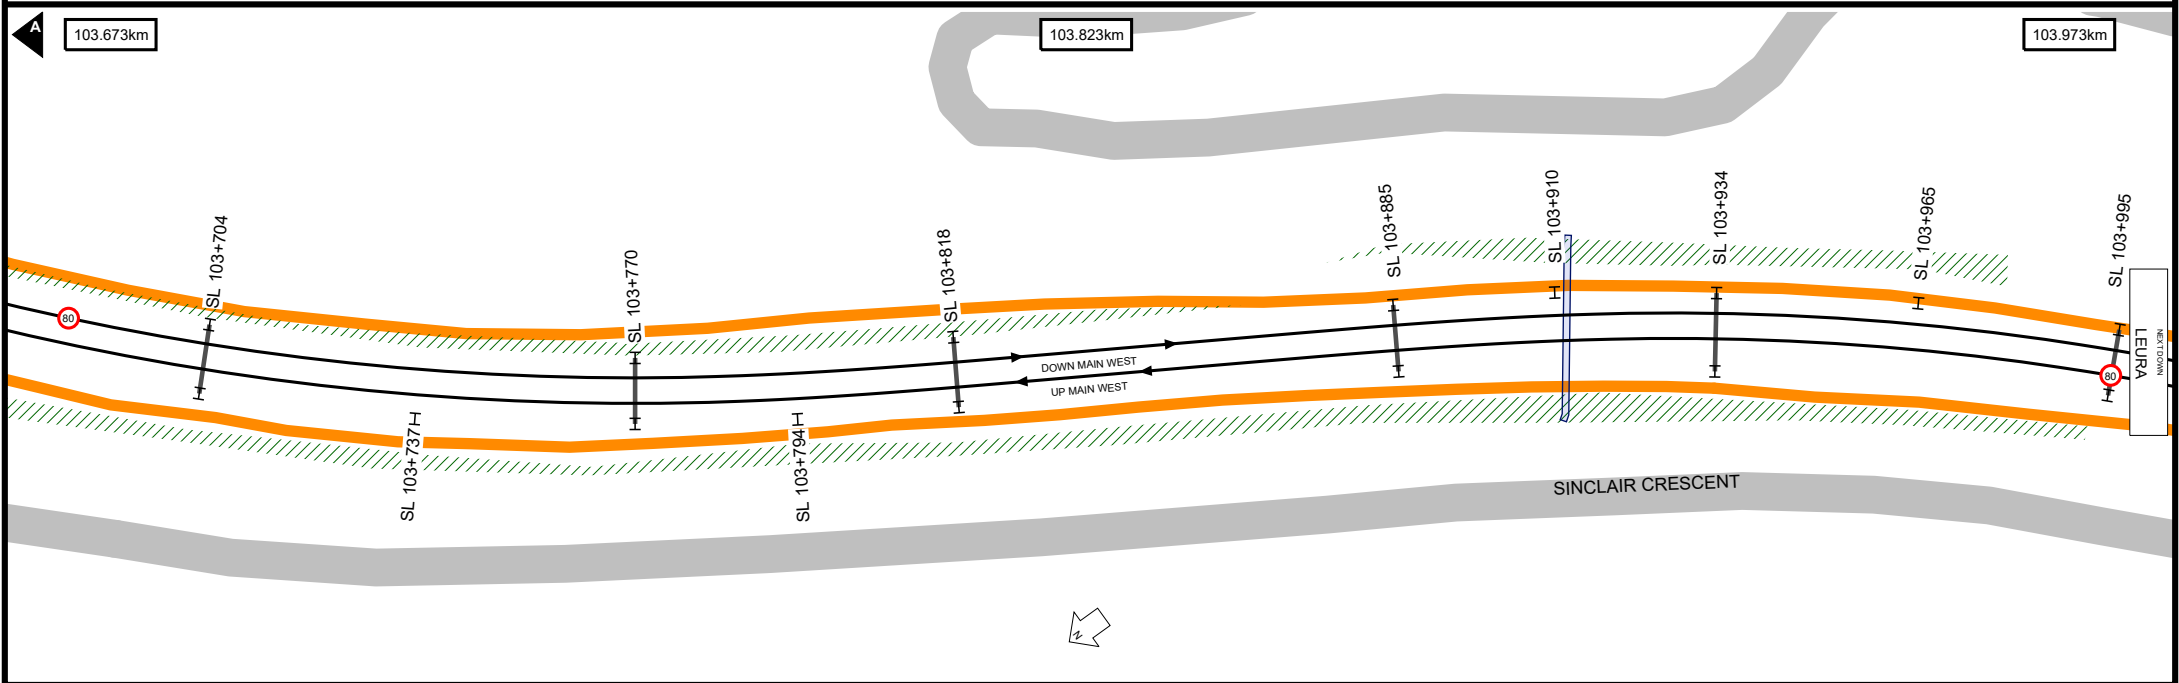 A
103.673km
103.823km
103.973km
SL 103+704
SL 103+770
SL 103+818
SL 103+885
SL 103+910
SL 103+934
SL 103+965
SL 103+995
80
DOWN MAIN WEST
UP MAIN WEST
80
NEXT DOWN
LEURA
SL 103+737
SL 103+794
SINCLAIR CRESCENT
N